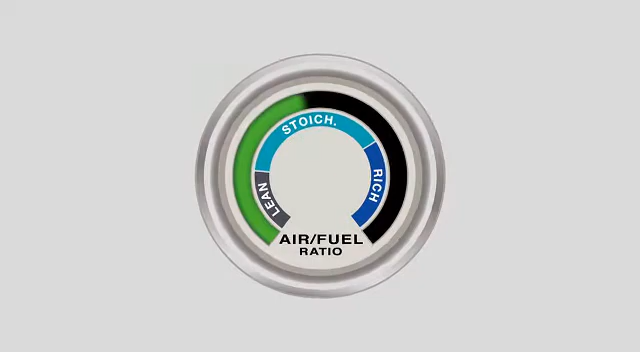 STOICH.
LEAN
RICH
AIR/FUEL
RATIO